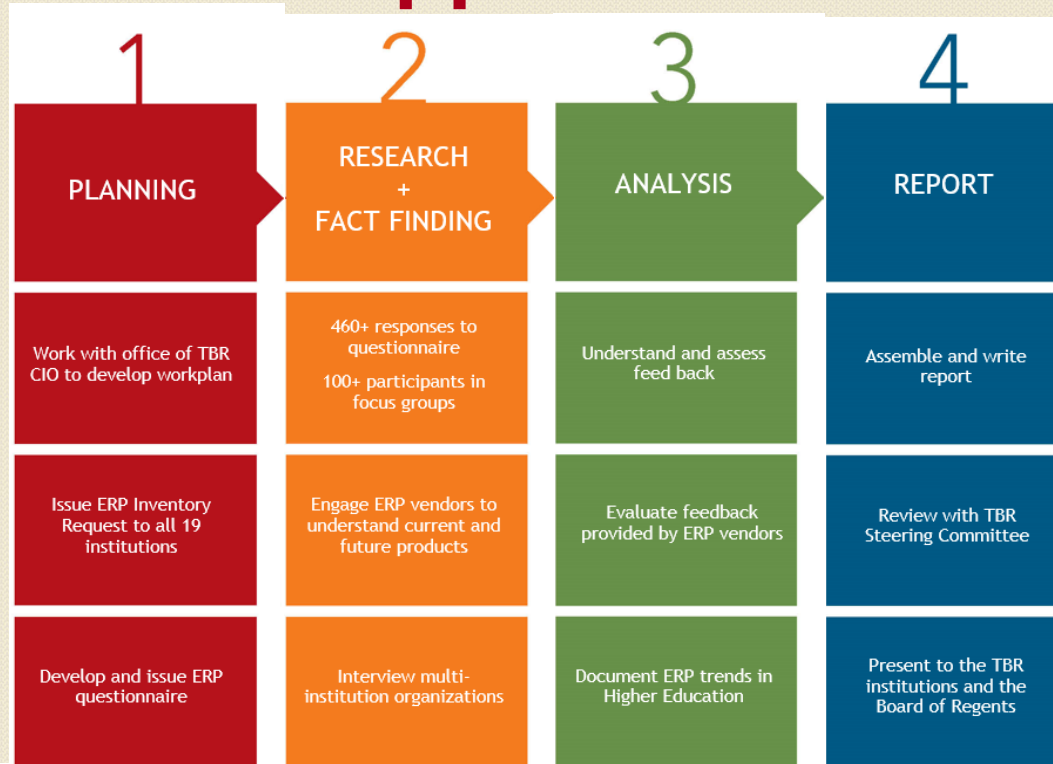 1
PLANNING
Work with office of TBR
CIO to develop workplan
Issue ERP Inventory
Request to all 19
institutions
Develop and issue ERP
questionnaire
2
RESEARCH
+
FACT FINDING
460+ responses to
questionnaire
100+ participants in
focus groups
Engage ERP vendors to
understand current and
future products
Interview multi-
institution organizations
3
ANALYSIS
Understand and assess
feed back
Evaluate feedback
provided by ERP vendors
Document ERP trends in
Higher Education
4
REPORT
Assemble and write
report
Review with TBR
Steering Committee
Present to the TBR
institutions and the
Board of Regents